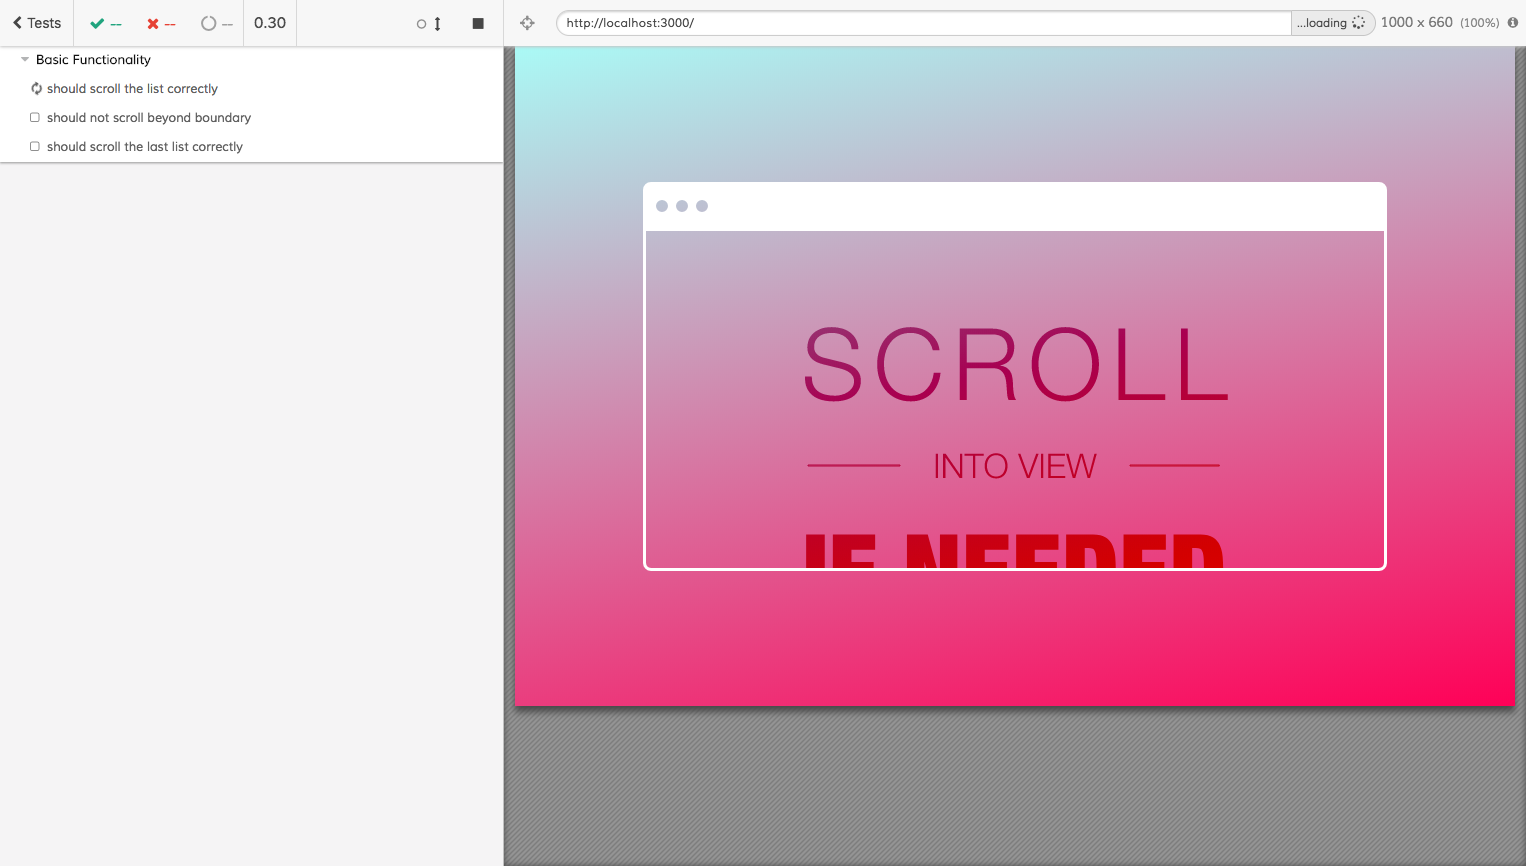 Tests -- -- -- 0.30
http://localhost:3000/ ...loading 1000 x 660 (100%)
Basic Functionality
should scroll the list correctly
should not scroll beyond boundary
should scroll the last list correctly
SCROLL
INTO VIEW
IF NEEDED